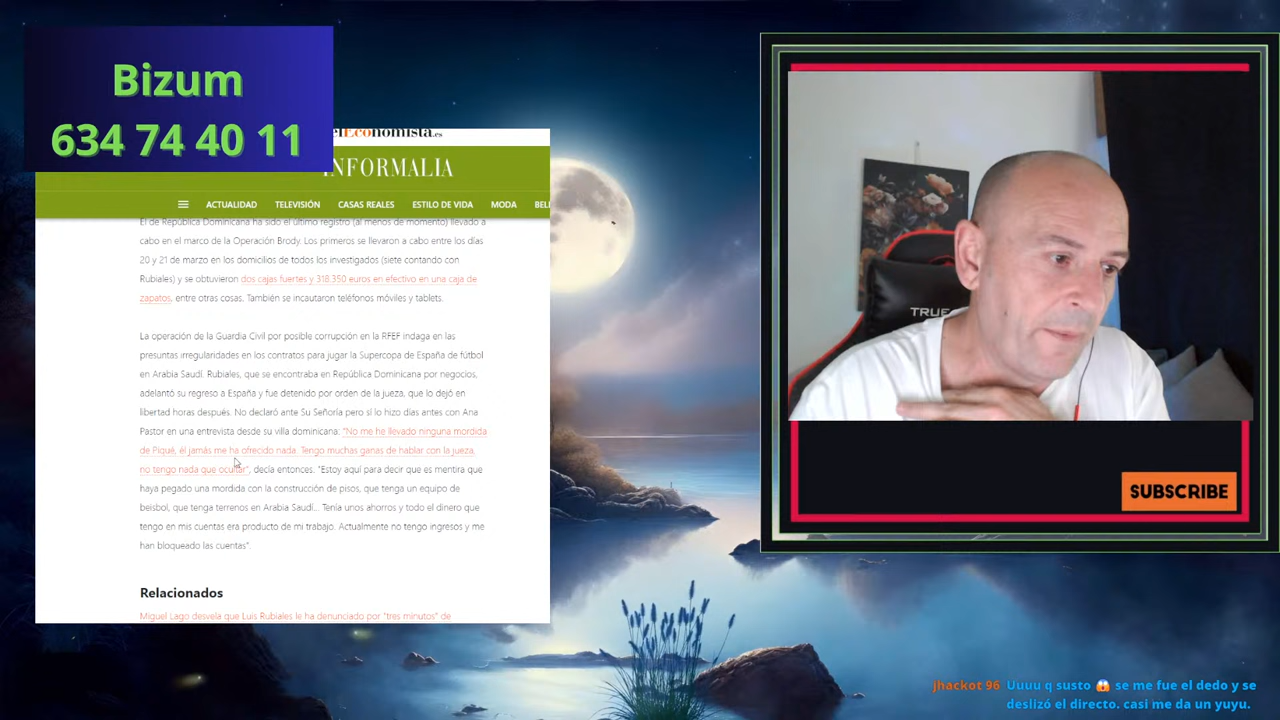 Bizum
634 74 40 11
elEconomista.es
INFORMALIA
ACTUALIDAD TELEVISIÓN CASAS REALES ESTILO DE VIDA MODA BEL
El de República Dominicana ha sido el último registro (al menos de momento) llevado a
cabo en el marco de la Operación Brody. Los primeros se llevaron a cabo entre los días
20 y 21 de marzo en los domicilios de todos los investigados (siete contando con
Rubiales) y se obtuvieron dos cajas fuertes y 318.350 euros en efectivo en una caja de
zapatos, entre otras cosas. También se incautaron teléfonos móviles y tablets.
La operación de la Guardia Civil por posible corrupción en la RFEF indaga en las
presuntas irregularidades en los contratos para jugar la Supercopa de España de fútbol
en Arabia Saudí. Rubiales, que se encontraba en República Dominicana por negocios,
adelantó su regreso a España y fue detenido por orden de la jueza, que lo dejó en
libertad horas después. No declaró ante Su Señoría pero sí lo hizo días antes con Ana
Pastor en una entrevista desde su villa dominicana: "No me he llevado ninguna mordida
de Piqué, él jamás me ha ofrecido nada. Tengo muchas ganas de hablar con la jueza,
no tengo nada que ocultar", decía entonces. "Estoy aquí para decir que es mentira que
haya pegado una mordida con la construcción de pisos, que tenga un equipo de
beisbol, que tenga terrenos en Arabia Saudí... Tenía unos ahorros y todo el dinero que
tengo en mis cuentas era producto de mi trabajo. Actualmente no tengo ingresos y me
han bloqueado las cuentas".
Relacionados
Miguel Lago desvela que Luis Rubiales le ha denunciado por "tres minutos" de
TRUE
SUBSCRIBE
jhackot 96 Uuuu q susto 😱 se me fue el dedo y se
deslizó el directo. casi me da un yuyu.